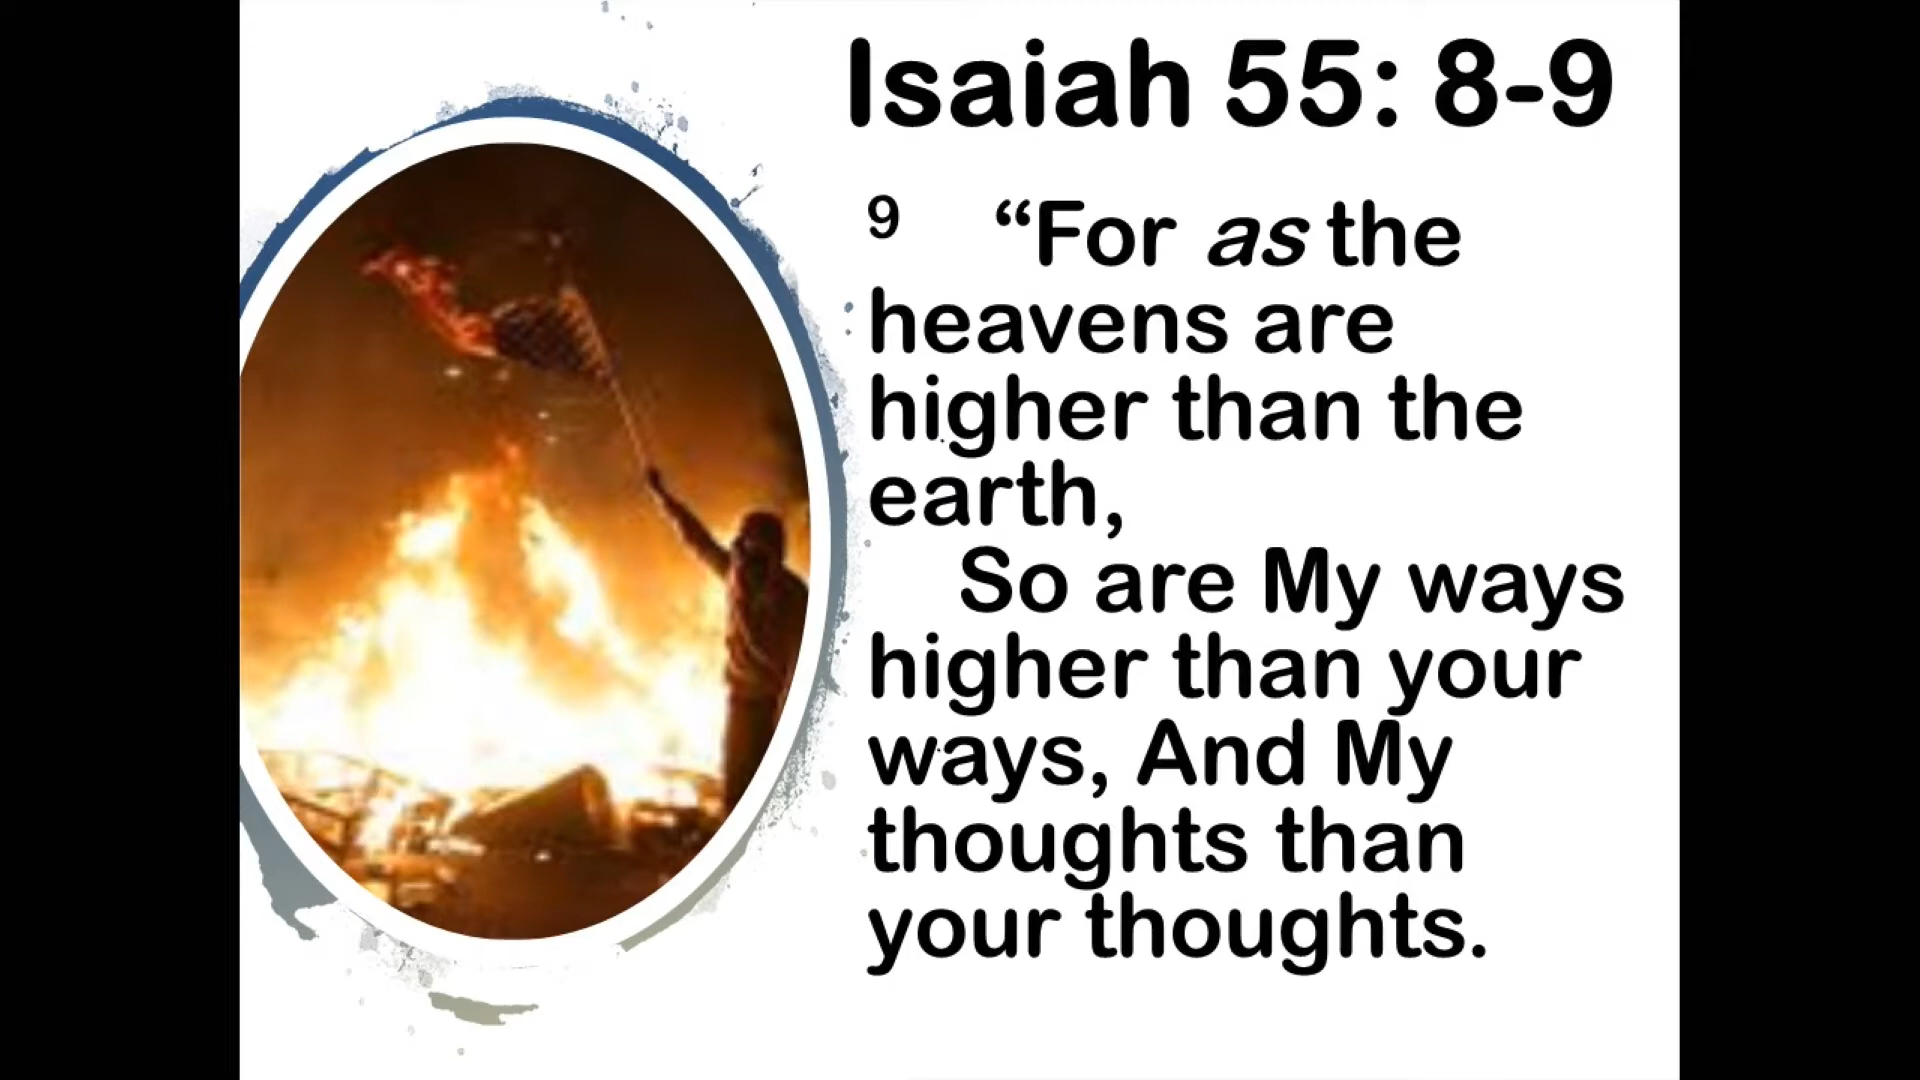 Isaiah 55: 8-9
9 “For as the
heavens are
higher than the
earth,
So are My ways
higher than your
ways, And My
thoughts than
your thoughts.